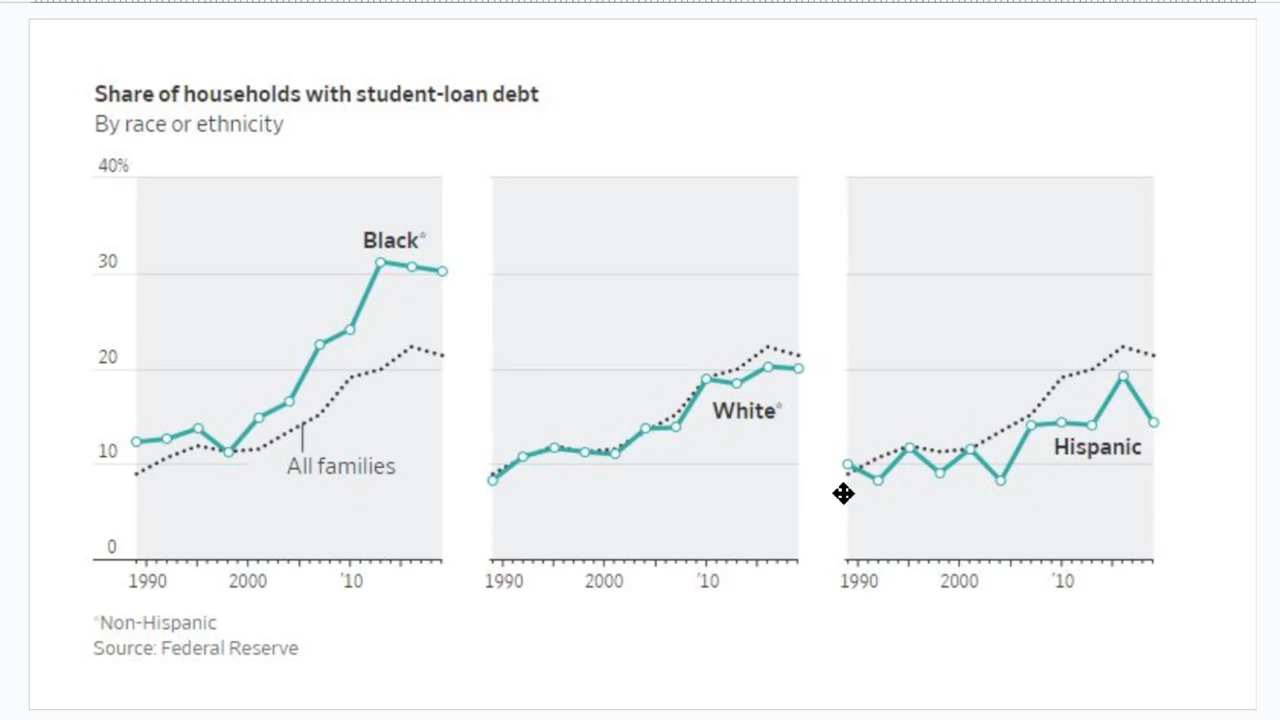 Share of households with student-loan debt
By race or ethnicity
40%
30
20
10
0
Black*
All families
1990 2000 '10
White*
1990 2000 '10
Hispanic
1990 2000 '10
*Non-Hispanic
Source: Federal Reserve